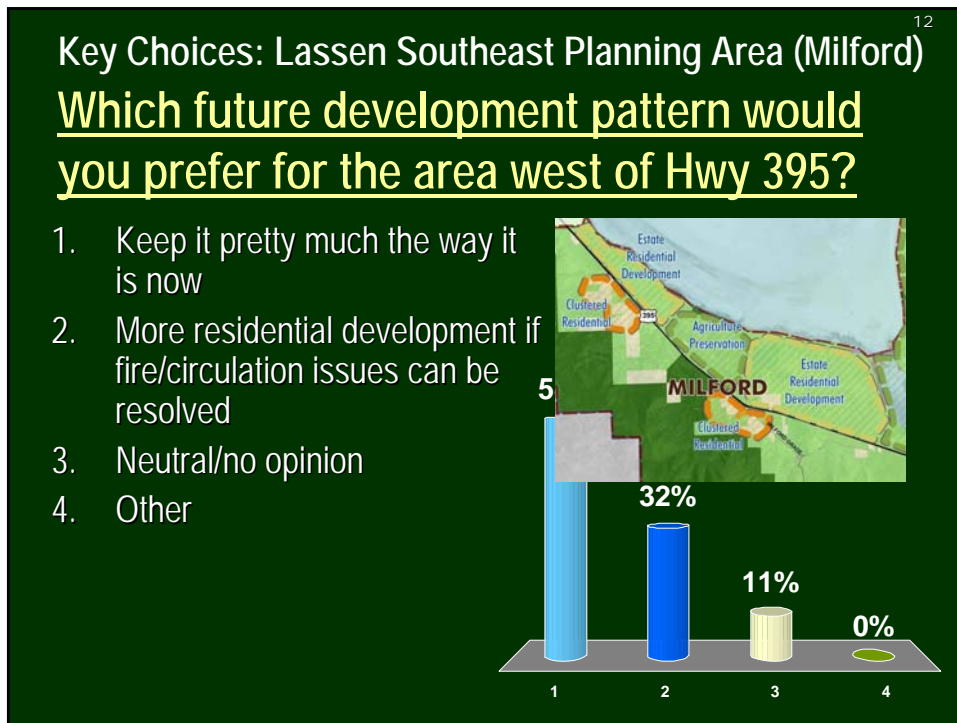 12
Key Choices: Lassen Southeast Planning Area (Milford)
Which future development pattern would
you prefer for the area west of Hwy 395?
1. Keep it pretty much the way it
is now
2. More residential development if
fire/circulation issues can be
resolved
3. Neutral/no opinion
4. Other
Estate
Residential
Development
Clustered
Residential
395
Agriculture
Preservation
MILFORD
Estate
Residential
Development
Clustered
Residential
5
32%
11%
0%
1 2 3 4